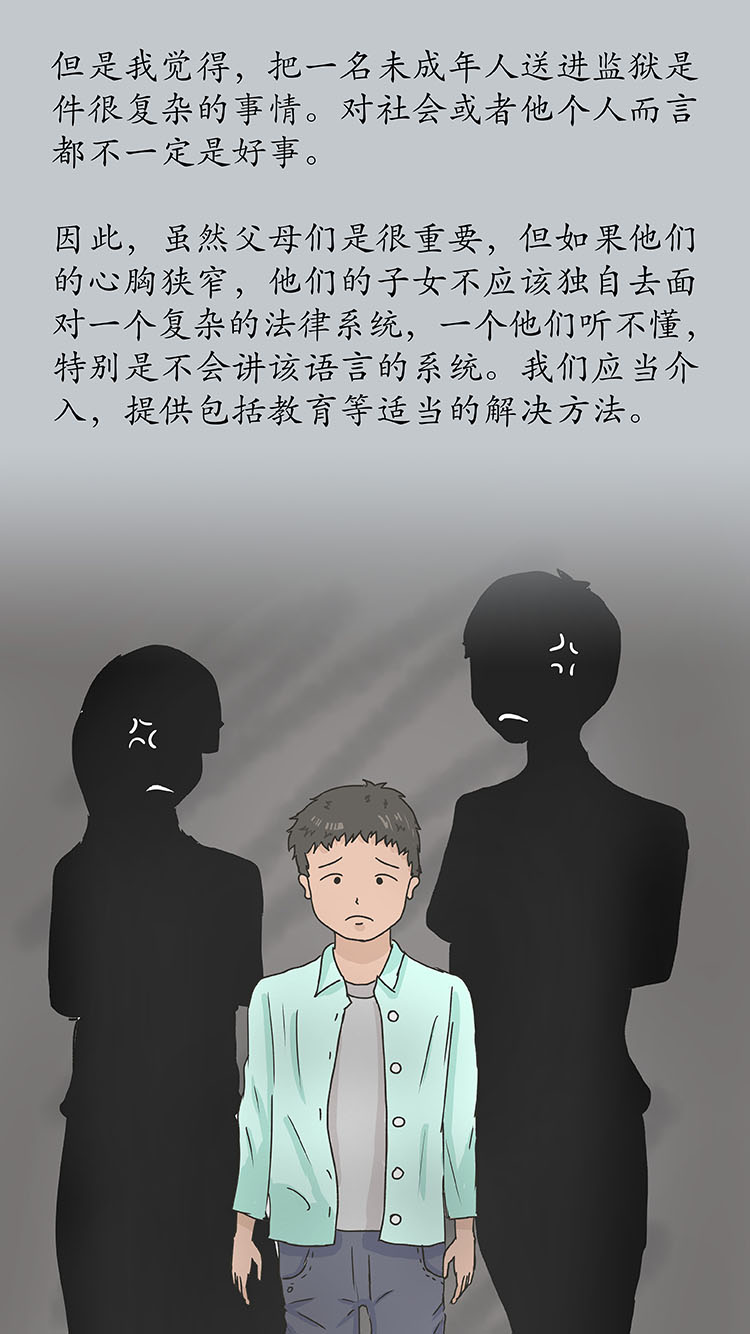 但是我觉得，把一名未成年人送进监狱是
件很复杂的事情。对社会或者他个人而言
都不一定是好事。
因此，虽然父母们是很重要，但如果他们
的心胸狭窄，他们的子女不应该独自去面
对一个复杂的法律系统，一个他们听不懂，
特别是不会讲该语言的系统。我们应当介
入，提供包括教育等适当的解决方法。